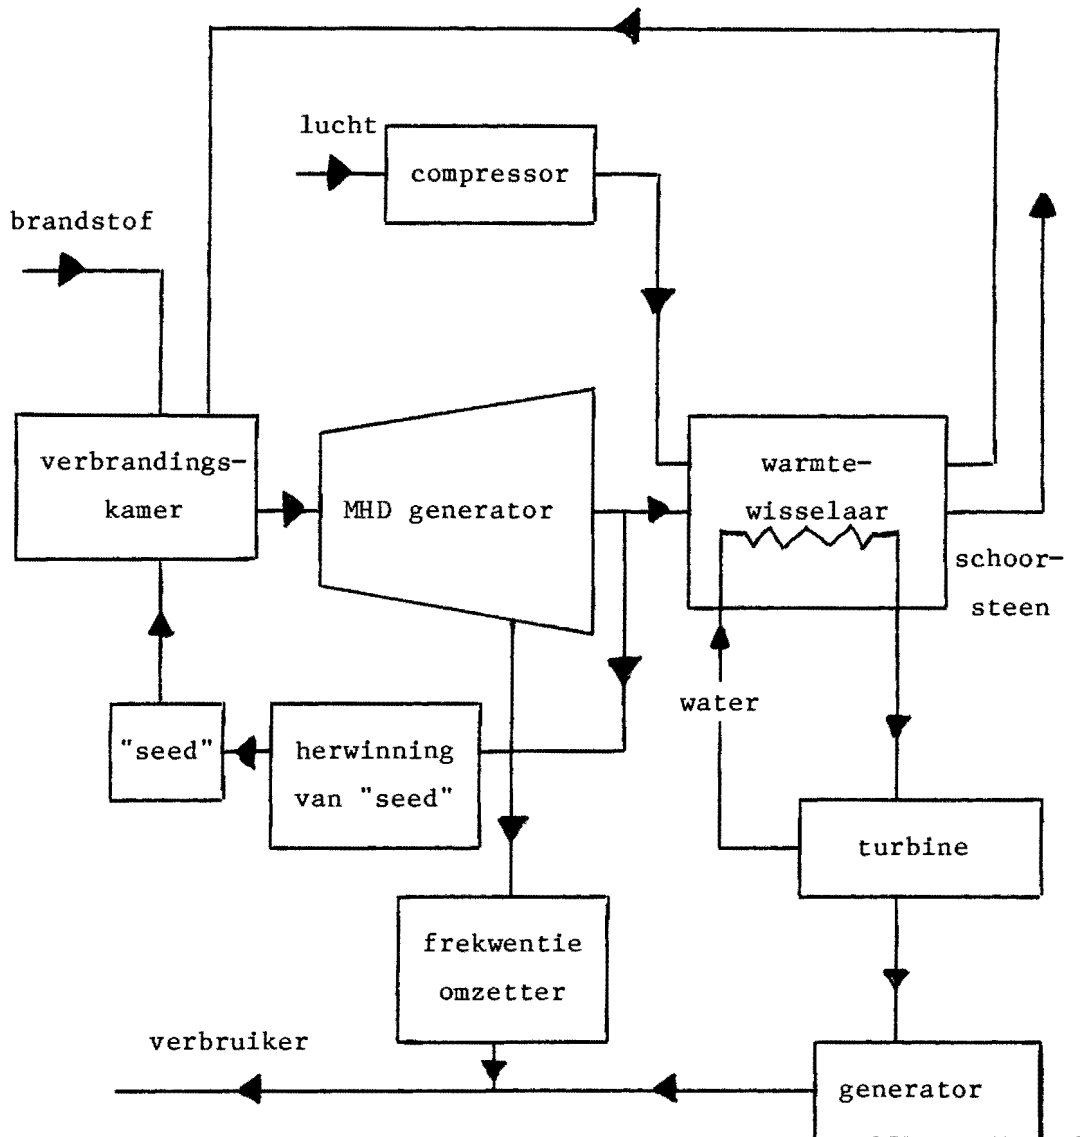 lucht
compressor
brandstof
verbrandings-
kamer
MHD generator
warmte-
wisselaar
schoor-
steen
water
"seed"
herwinning
van "seed"
turbine
frekwentie
omzetter
verbruiker
generator